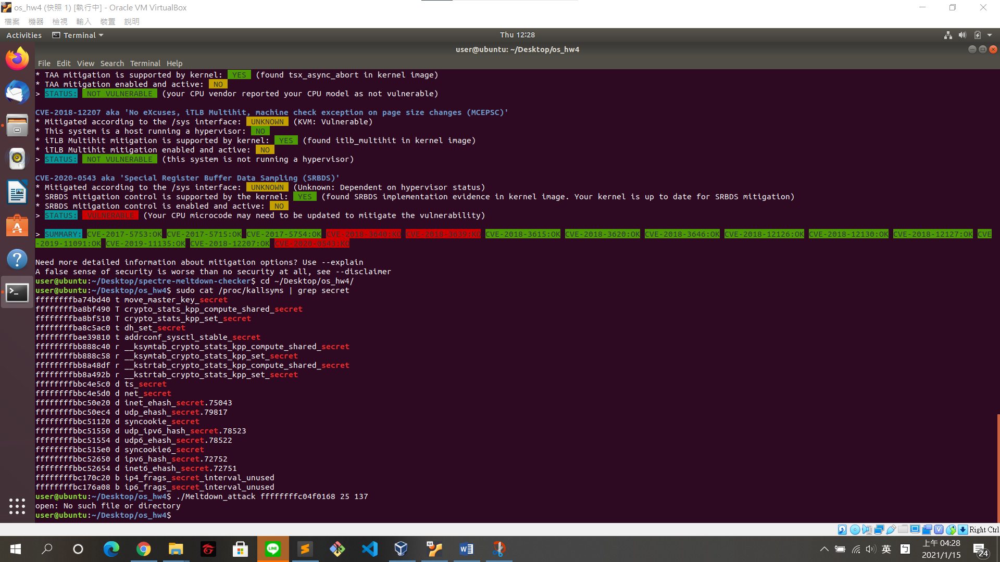 os_hw4 (快照 1) [執行中] - Oracle VM VirtualBox
檔案 機器 檢視 輸入 裝置 說明
Activities Terminal Thu 12:28
user@ubuntu: ~/Desktop/os_hw4
File Edit View Search Terminal Help
* TAA mitigation is supported by kernel: YES (found tsx_async_abort in kernel image)
* TAA mitigation enabled and active: NO
> STATUS: NOT VULNERABLE (your CPU vendor reported your CPU model as not vulnerable)
CVE-2018-12207 aka 'No eXcuses, iTLB Multihit, machine check exception on page size changes (MCEPSC)'
* Mitigated according to the /sys interface: UNKNOWN (KVM: Vulnerable)
* This system is a host running a hypervisor: NO
* iTLB Multihit mitigation is supported by kernel: YES (found itlb_multihit in kernel image)
* iTLB Multihit mitigation enabled and active: NO
> STATUS: NOT VULNERABLE (this system is not running a hypervisor)
CVE-2020-0543 aka 'Special Register Buffer Data Sampling (SRBDS)'
* Mitigated according to the /sys interface: UNKNOWN (Unknown: Dependent on hypervisor status)
* SRBDS mitigation control is supported by the kernel: YES (found SRBDS implementation evidence in kernel image. Your kernel is up to date for SRBDS mitigation)
* SRBDS mitigation control is enabled and active: NO
> STATUS: VULNERABLE (Your CPU microcode may need to be updated to mitigate the vulnerability)
> SUMMARY: CVE-2017-5753:OK CVE-2017-5715:OK CVE-2017-5754:OK CVE-2018-3640:KO CVE-2018-3639:KO CVE-2018-3615:OK CVE-2018-3620:OK CVE-2018-3646:OK CVE-2018-12126:OK CVE-2018-12130:OK CVE-2018-12127:OK CVE
-2019-11091:OK CVE-2019-11135:OK CVE-2018-12207:OK CVE-2020-0543:KO
Need more detailed information about mitigation options? Use --explain
A false sense of security is worse than no security at all, see --disclaimer
user@ubuntu:~/Desktop/spectre-meltdown-checker$ cd ~/Desktop/os_hw4/
user@ubuntu:~/Desktop/os_hw4$ sudo cat /proc/kallsyms | grep secret
ffffffffba74bd40 t move_master_key_secret
ffffffffba8bf490 T crypto_stats_kpp_compute_shared_secret
ffffffffba8bf510 T crypto_stats_kpp_set_secret
ffffffffba8c5ac0 t dh_set_secret
ffffffffbae39810 t addrconf_sysctl_stable_secret
ffffffffbb888c40 r __ksymtab_crypto_stats_kpp_compute_shared_secret
ffffffffbb888c58 r __ksymtab_crypto_stats_kpp_set_secret
ffffffffbb8a48df r __kstrtab_crypto_stats_kpp_compute_shared_secret
ffffffffbb8a492b r __kstrtab_crypto_stats_kpp_set_secret
ffffffffbbc4e5c0 d ts_secret
ffffffffbbc4e5d0 d net_secret
ffffffffbbc50e20 d inet_ehash_secret.75043
ffffffffbbc50ec4 d udp_ehash_secret.79817
ffffffffbbc51120 d syncookie_secret
ffffffffbbc51550 d udp_ipv6_hash_secret.78523
ffffffffbbc51554 d udp6_ehash_secret.78522
ffffffffbbc515e0 d syncookie6_secret
ffffffffbbc52650 d ipv6_hash_secret.72752
ffffffffbbc52654 d inet6_ehash_secret.72751
ffffffffbc170c20 b ip4_frags_secret_interval_unused
ffffffffbc176a08 b ip6_frags_secret_interval_unused
user@ubuntu:~/Desktop/os_hw4$ ./Meltdown_attack ffffffffc04f0168 25 137
open: No such file or directory
user@ubuntu:~/Desktop/os_hw4$
Right Ctrl
英 上午 04:28
2021/1/15
24